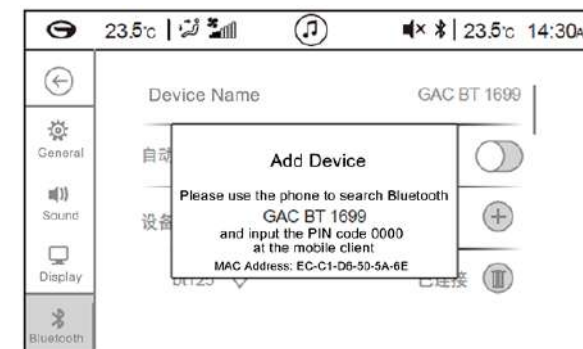 23.5℃ 23.5℃ 14:30
Device Name GAC BT 1699
General
自动
Add Device
Please use the phone to search Bluetooth
GAC BT 1699
and input the PIN code 0000
at the mobile client
MAC Address: EC-C1-D6-50-5A-6E
Sound
设备
Display
已连接
Bluetooth